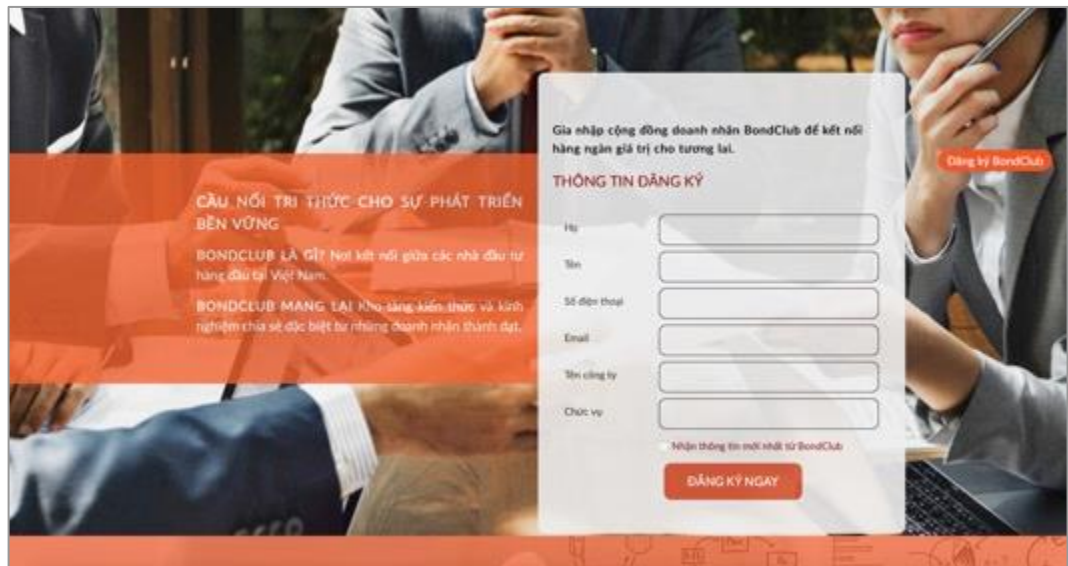 CẦU NỐI TRI THỨC CHO SỰ PHÁT TRIỂN
BỀN VỮNG
BONDCLUB LÀ GÌ? Nơi kết nối giữa các nhà đầu tư
hàng đầu tại Việt Nam.
BONDCLUB MANG LẠI Kho tàng kiến thức và kinh
nghiệm chia sẻ đặc biệt từ những doanh nhân thành đạt.
Gia nhập cộng đồng doanh nhân BondClub để kết nối
hàng ngàn giá trị cho tương lai.
THÔNG TIN ĐĂNG KÝ
Họ
Tên
Số điện thoại
Email
Tên công ty
Chức vụ
Nhận thông tin mới nhất từ BondClub
ĐĂNG KÝ NGAY
Đăng ký BondClub